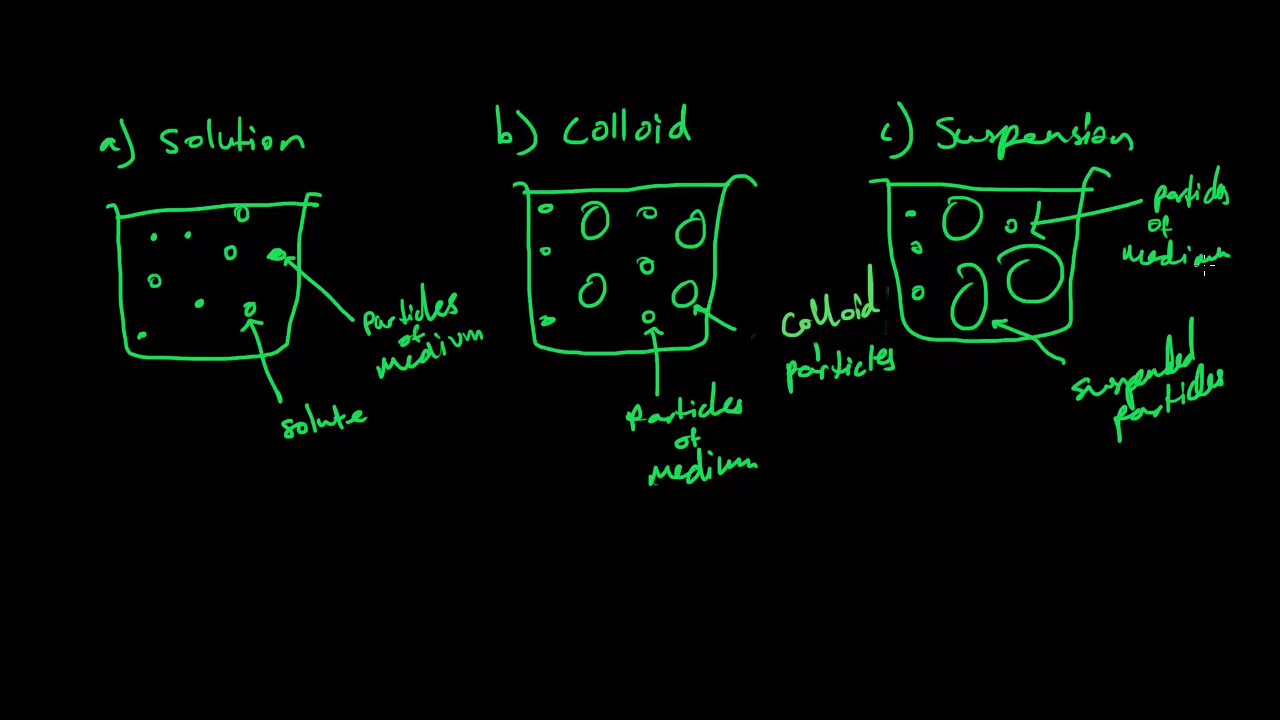 a) Solution
b) Colloid
c) Suspension
particles
of
medium
solute
colloid
particles
particles
of
medium
particles
of
medium
suspended
particles